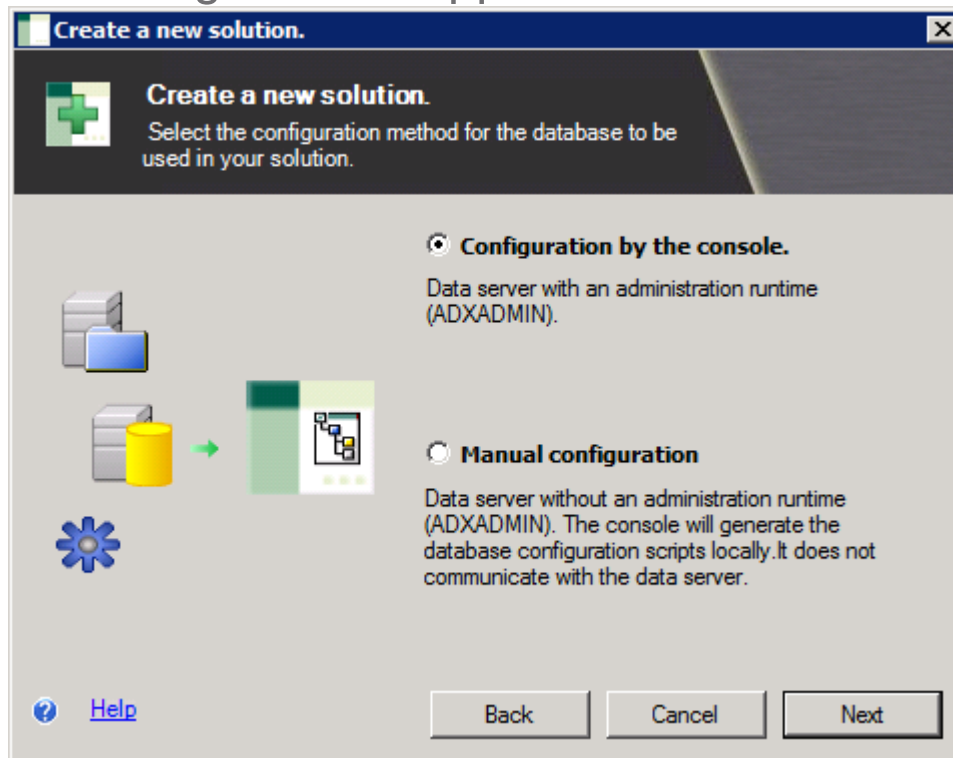 Create a new solution.
Create a new solution.
Select the configuration method for the database to be
used in your solution.
Configuration by the console.
Data server with an administration runtime
(ADXADMIN).
Manual configuration
Data server without an administration runtime
(ADXADMIN). The console will generate the
database configuration scripts locally.It does not
communicate with the data server.
Help
Back
Cancel
Next